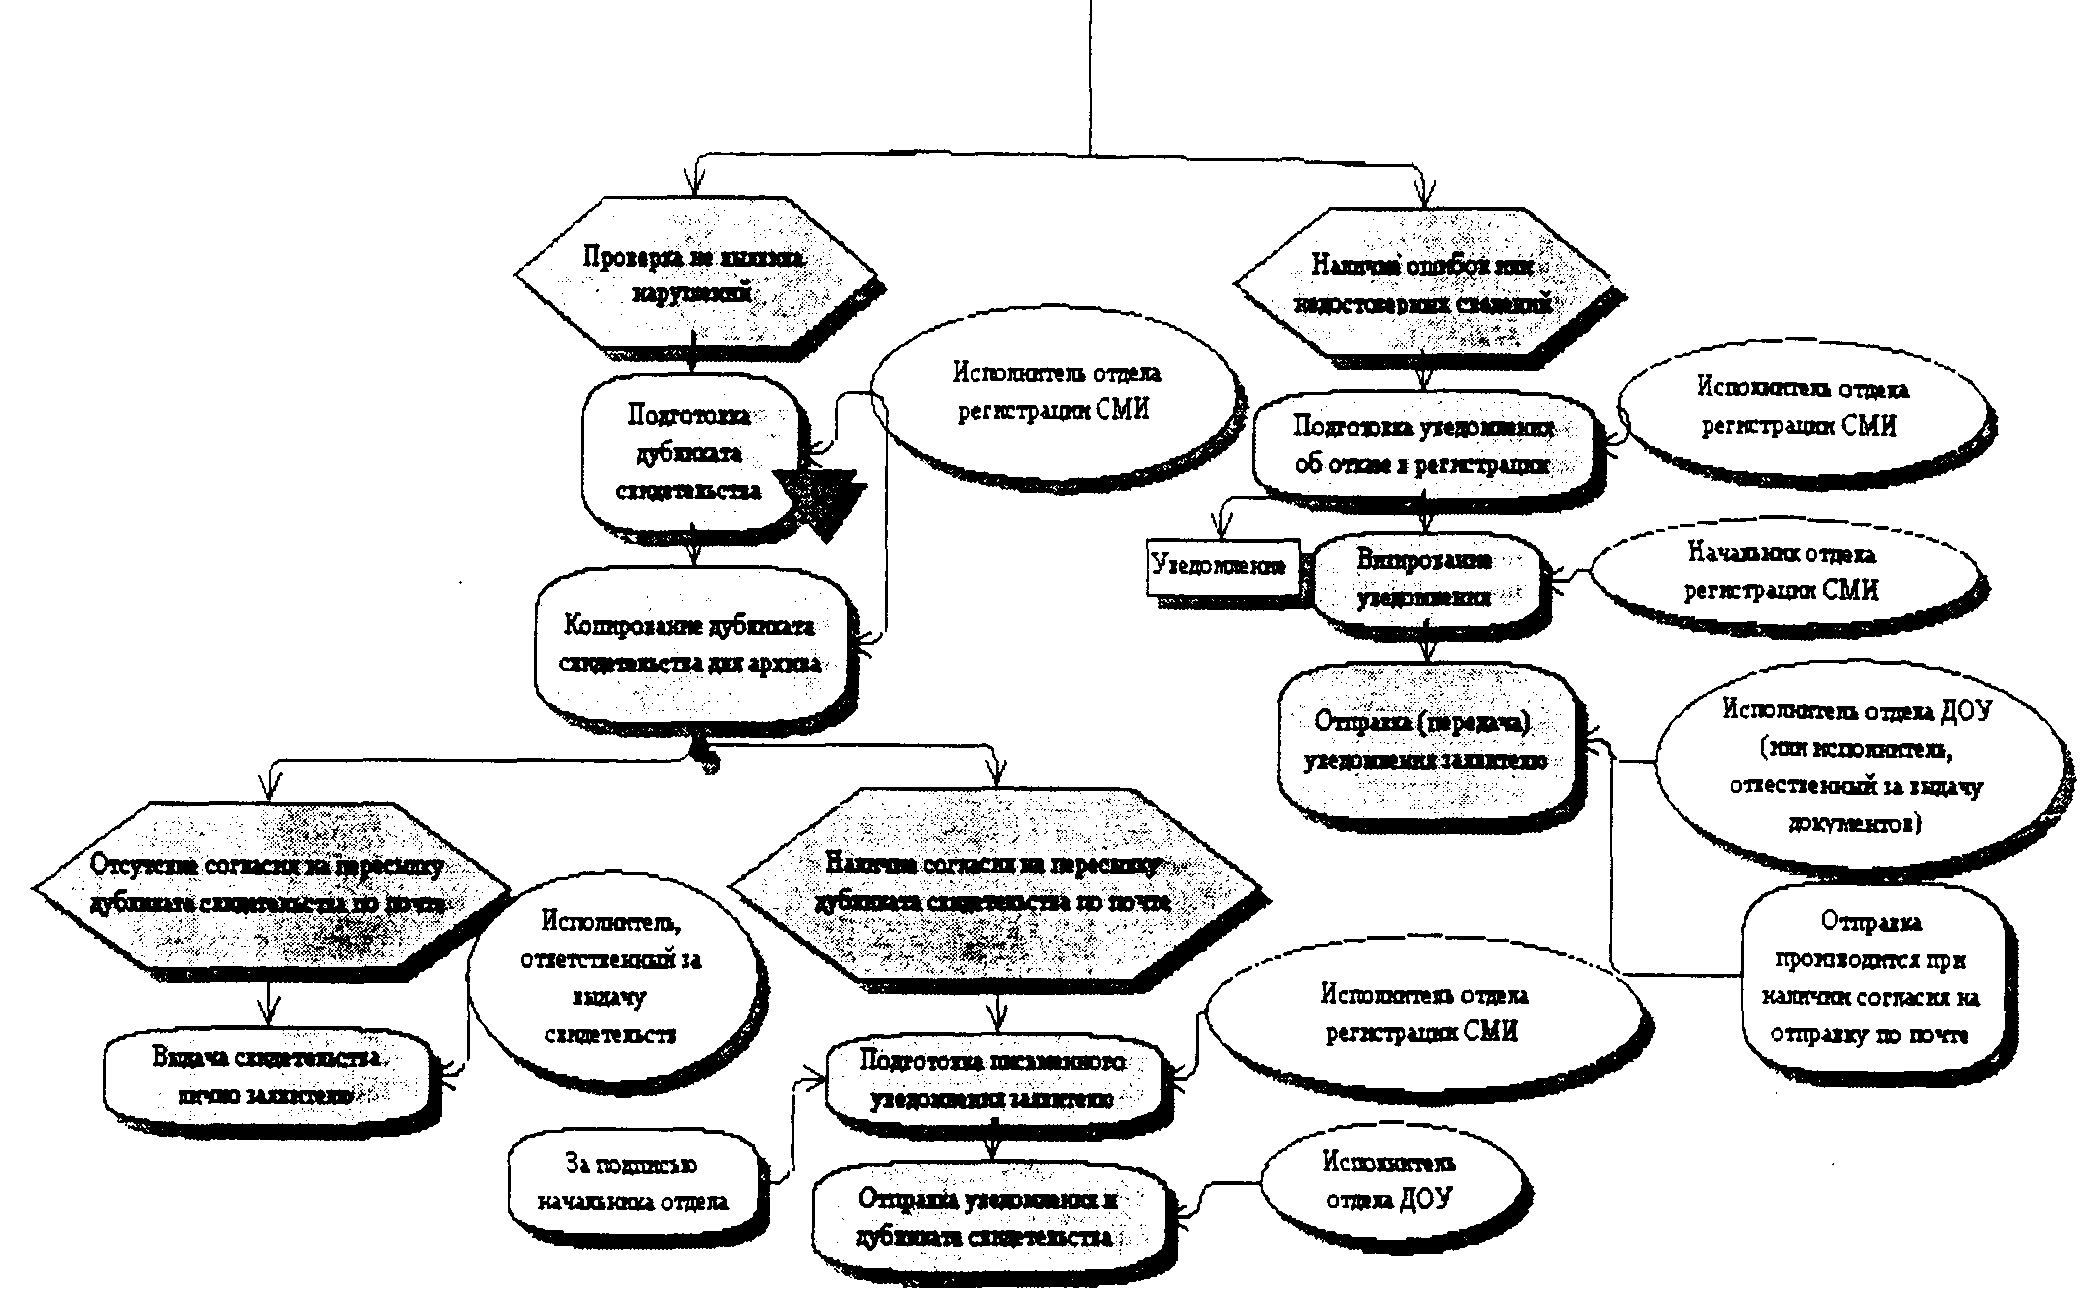 Проверка не выявила
нарушений
Наличие ошибок или
недостоверных сведений
Исполнитель отдела
регистрации СМИ
Исполнитель отдела
регистрации СМИ
Подготовка
дубликата
свидетельства
Подготовка уведомления
об отказе в регистрации
Уведомление
Визирование
уведомления
Начальник отдела
регистрации СМИ
Копирование дубликата
свидетельства для архива
Отправка (передача)
уведомления заявителю
Исполнитель отдела ДОУ
(или исполнитель,
отвественный за выдачу
документов)
Отсутсвие согласия на пересылку
дубликата свидетельства по почте
Наличие согласия на пересылку
дубликата свидетельства по почте
Исполнитель,
ответственный за
выдачу
свидетельств
Отправка
производится при
наличии согласия на
отправку по почте
Исполнитель отдела
регистрации СМИ
Выдача свидетельства
лично заявителю
Подготовка письменного
уведомления заявителю
За подписью
начальника отдела
Отправка уведомления и
дубликата свидетельства
Исполнитель
отдела ДОУ